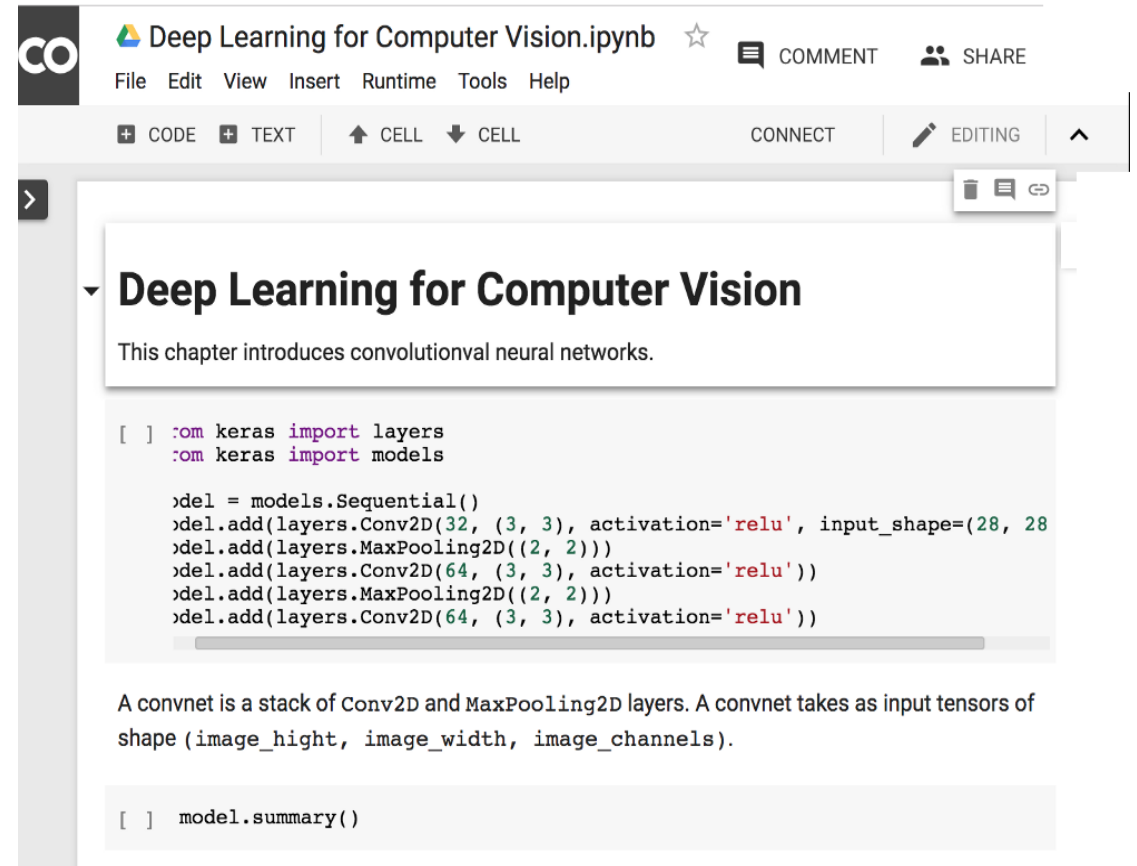 CO
Deep Learning for Computer Vision.ipynb
COMMENT SHARE
File Edit View Insert Runtime Tools Help
CODE TEXT CELL CELL CONNECT EDITING
Deep Learning for Computer Vision
This chapter introduces convolutionval neural networks.
[ ] om keras import layers
om keras import models
odel = models.Sequential()
odel.add(layers.Conv2D(32, (3, 3), activation='relu', input_shape=(28, 28
odel.add(layers.MaxPooling2D((2, 2)))
odel.add(layers.Conv2D(64, (3, 3), activation='relu'))
odel.add(layers.MaxPooling2D((2, 2)))
odel.add(layers.Conv2D(64, (3, 3), activation='relu'))
A convnet is a stack of Conv2D and MaxPooling2D layers. A convnet takes as input tensors of
shape (image_hight, image_width, image_channels).
[ ] model.summary()